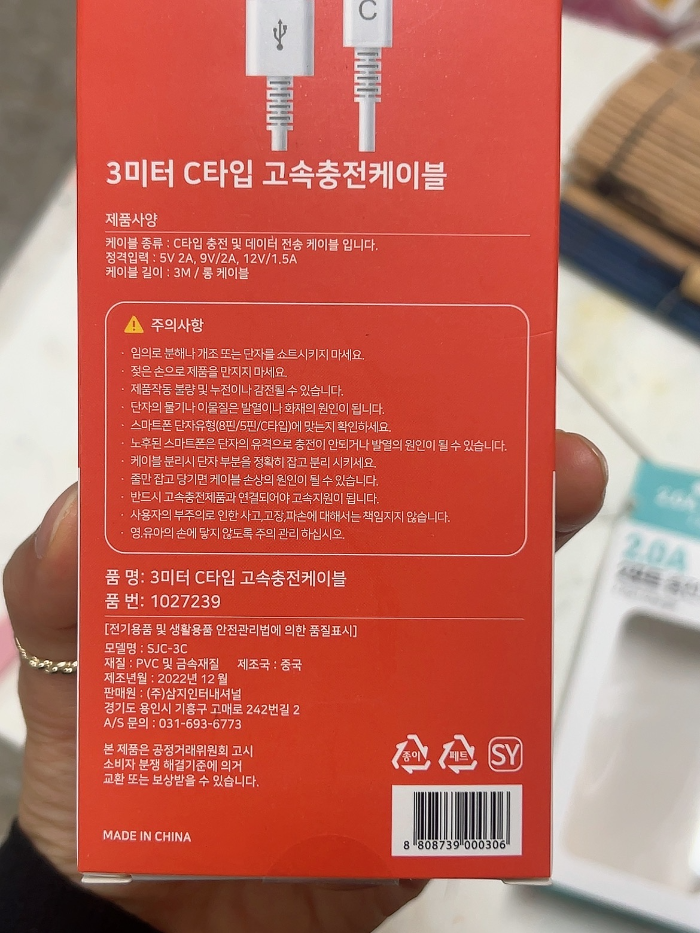 C
3미터 C타입 고속충전케이블
제품사양
케이블 종류 : C타입 충전 및 데이터 전송 케이블 입니다.
정격입력 : 5V 2A, 9V/2A, 12V/1.5A
케이블 길이 : 3M / 롱 케이블
주의사항
· 임의로 분해나 개조 또는 단자를 쇼트시키지 마세요.
· 젖은 손으로 제품을 만지지 마세요.
· 제품작동 불량 및 누전이나 감전될 수 있습니다.
· 단자의 물기나 이물질은 발열이나 화재의 원인이 됩니다.
· 스마트폰 단자유형(8핀/5핀/C타입)에 맞는지 확인하세요.
· 노후된 스마트폰은 단자의 유격으로 충전이 안되거나 발열의 원인이 될 수 있습니다.
· 케이블 분리시 단자 부분을 정확히 잡고 분리 시키세요.
· 줄만 잡고 당기면 케이블 손상의 원인이 될 수 있습니다.
· 반드시 고속충전제품과 연결되어야 고속지원이 됩니다.
· 사용자의 부주의로 인한 사고,고장,파손에 대해서는 책임지지 않습니다.
· 영.유아의 손에 닿지 않도록 주의 관리 하십시오.
품 명: 3미터 C타입 고속충전케이블
품 번: 1027239
[전기용품 및 생활용품 안전관리법에 의한 품질표시]
모델명 : SJC-3C
재질 : PVC 및 금속재질 제조국 : 중국
제조년월 : 2022년 12월
판매원 : (주)삼지인터내셔널
경기도 용인시 기흥구 고매로 242번길 2
A/S 문의 : 031-693-6773
본 제품은 공정거래위원회 고시
소비자 분쟁 해결기준에 의거
교환 또는 보상받을 수 있습니다.
종이 페트 SY
MADE IN CHINA
8 808739 000306
2.0A